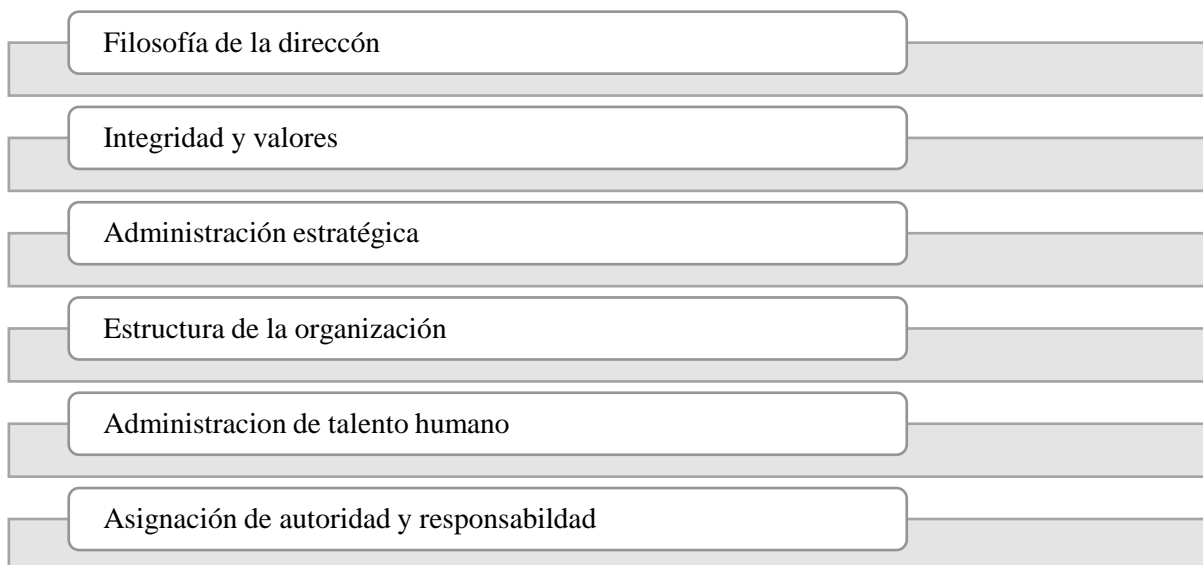 Filosofía de la direccón
Integridad y valores
Administración estratégica
Estructura de la organización
Administracion de talento humano
Asignación de autoridad y responsabildad